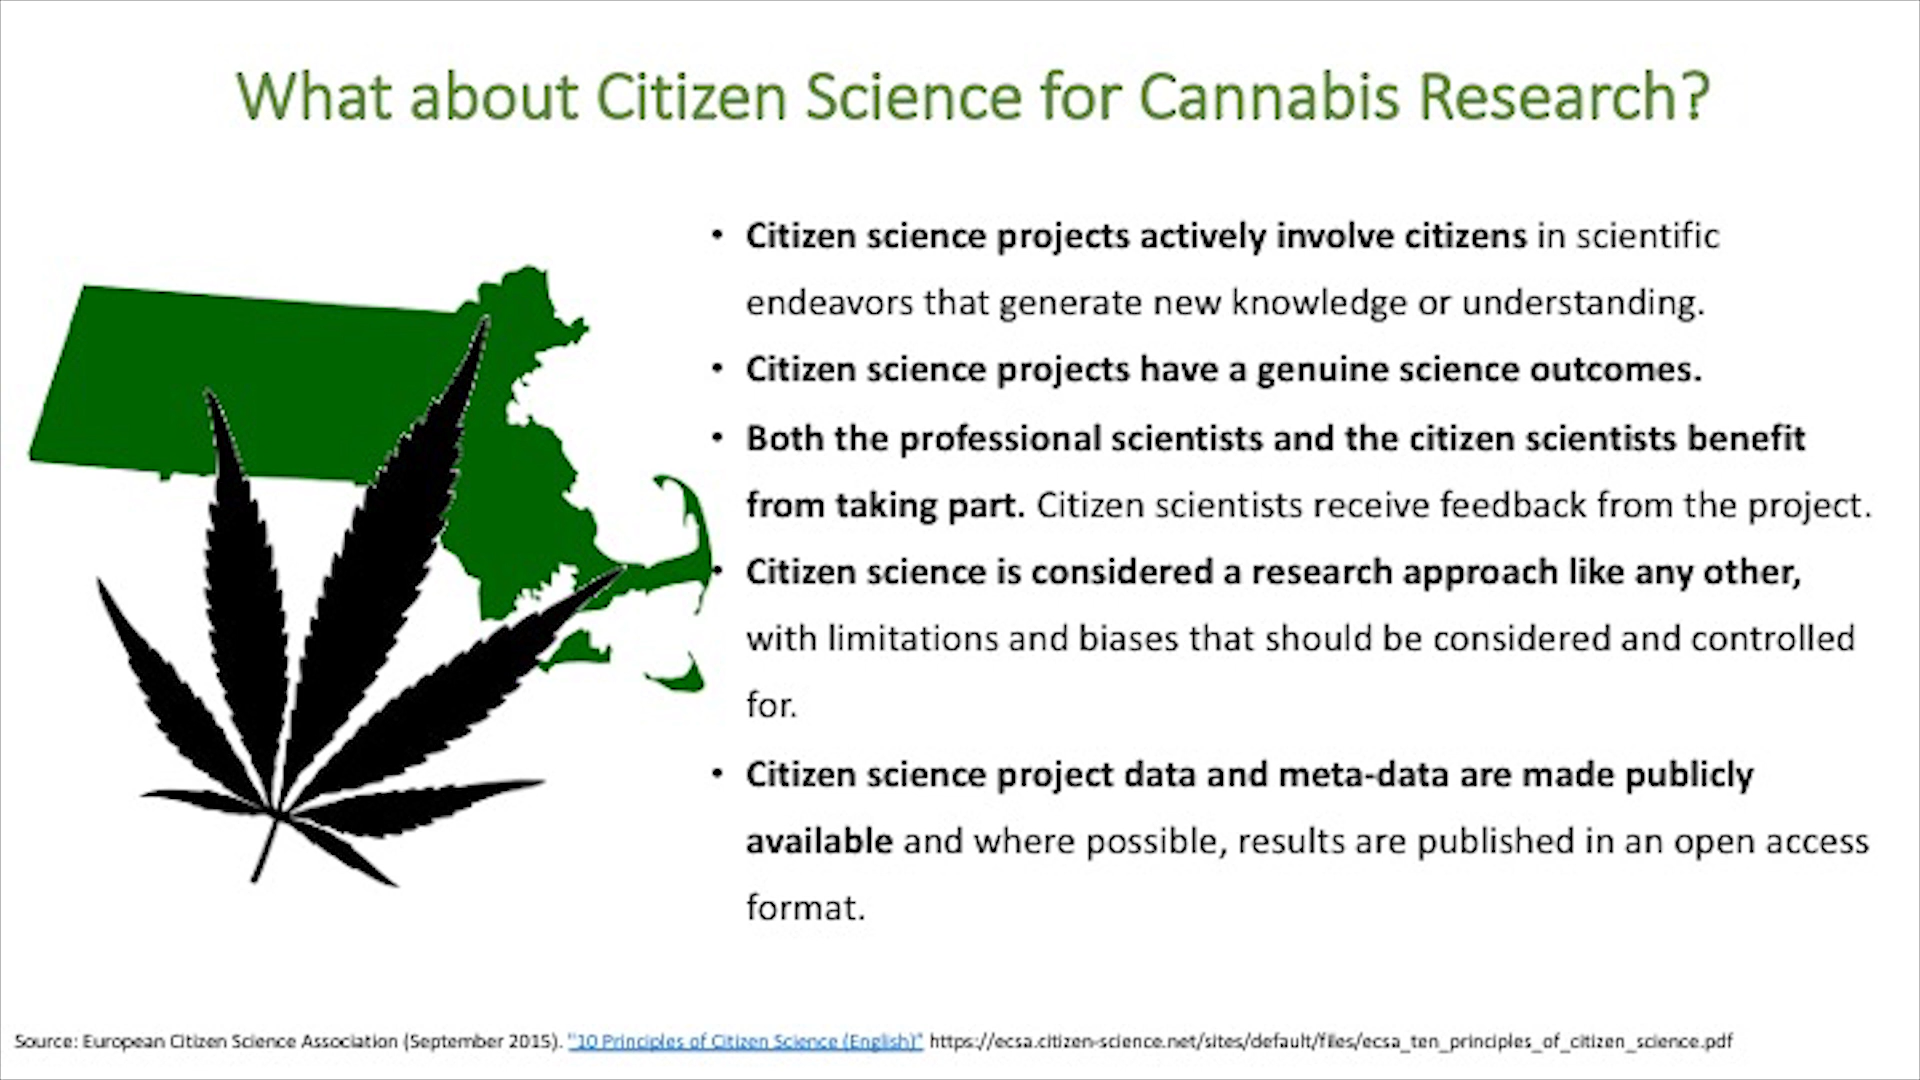 What about Citizen Science for Cannabis Research?
• Citizen science projects actively involve citizens in scientific
endeavors that generate new knowledge or understanding.
• Citizen science projects have a genuine science outcomes.
• Both the professional scientists and the citizen scientists benefit
from taking part. Citizen scientists receive feedback from the project.
• Citizen science is considered a research approach like any other,
with limitations and biases that should be considered and controlled
for.
• Citizen science project data and meta-data are made publicly
available and where possible, results are published in an open access
format.
Source: European Citizen Science Association (September 2015). "10 Principles of Citizen Science (English)" https://ecsa.citizen-science.net/sites/default/files/ecsa_ten_principles_of_citizen_science.pdf